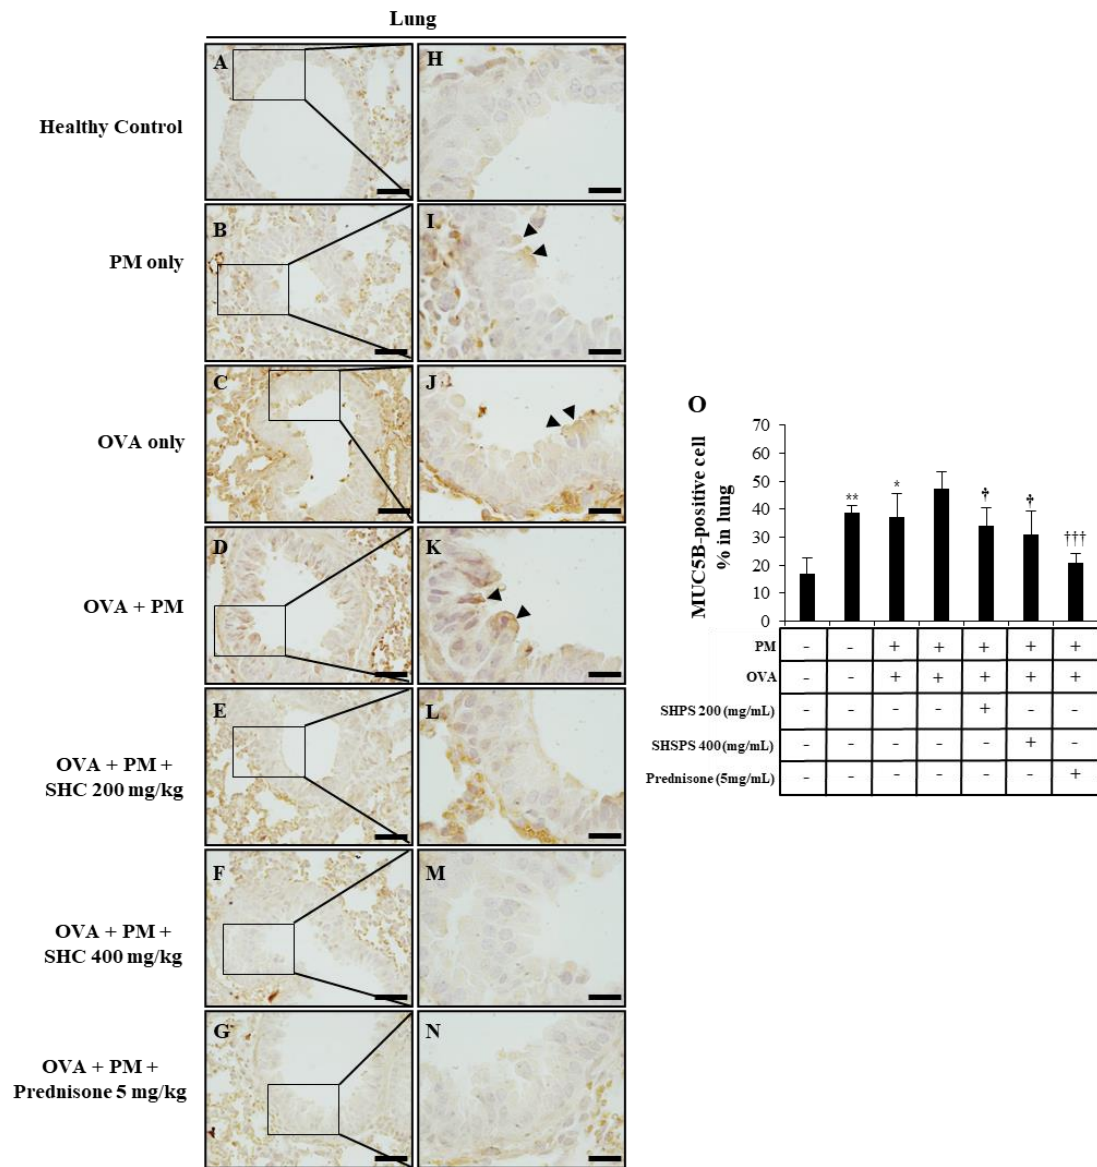 Lung
A
H
Healthy Control
B
I
PM only
C
J
OVA only
D
K
OVA + PM
E
L
OVA + PM +
SHC 200 mg/kg
F
M
OVA + PM +
SHC 400 mg/kg
G
N
OVA + PM +
Prednisone 5 mg/kg
O
MUC5B-positive cell
% in lung
70
60
50
40
30
20
10
0
** * † † †††
PM - - + + + + +
OVA - - + + + + +
SHPS 200 (mg/mL) - - - - + - -
SHSPS 400 (mg/mL) - - - - - + -
Prednisone (5mg/mL) - - - - - - +